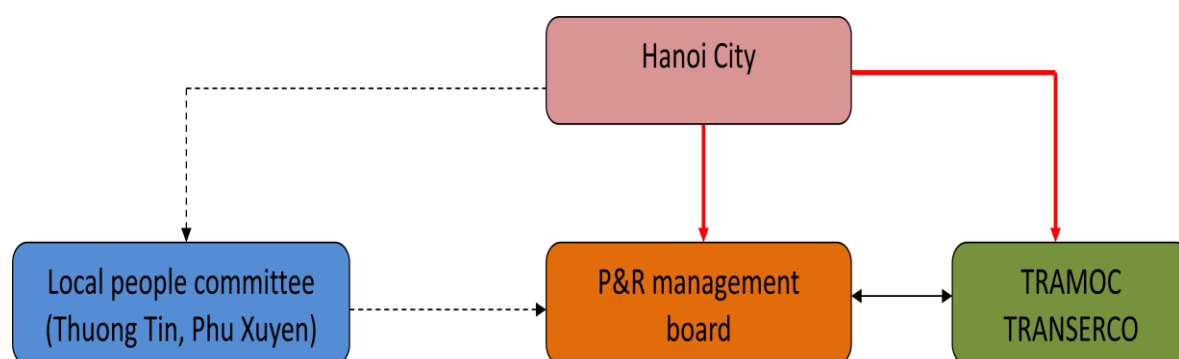 Hanoi City
Local people committee
(Thuong Tin, Phu Xuyen)
P&R management
board
TRAMOC
TRANSERCO